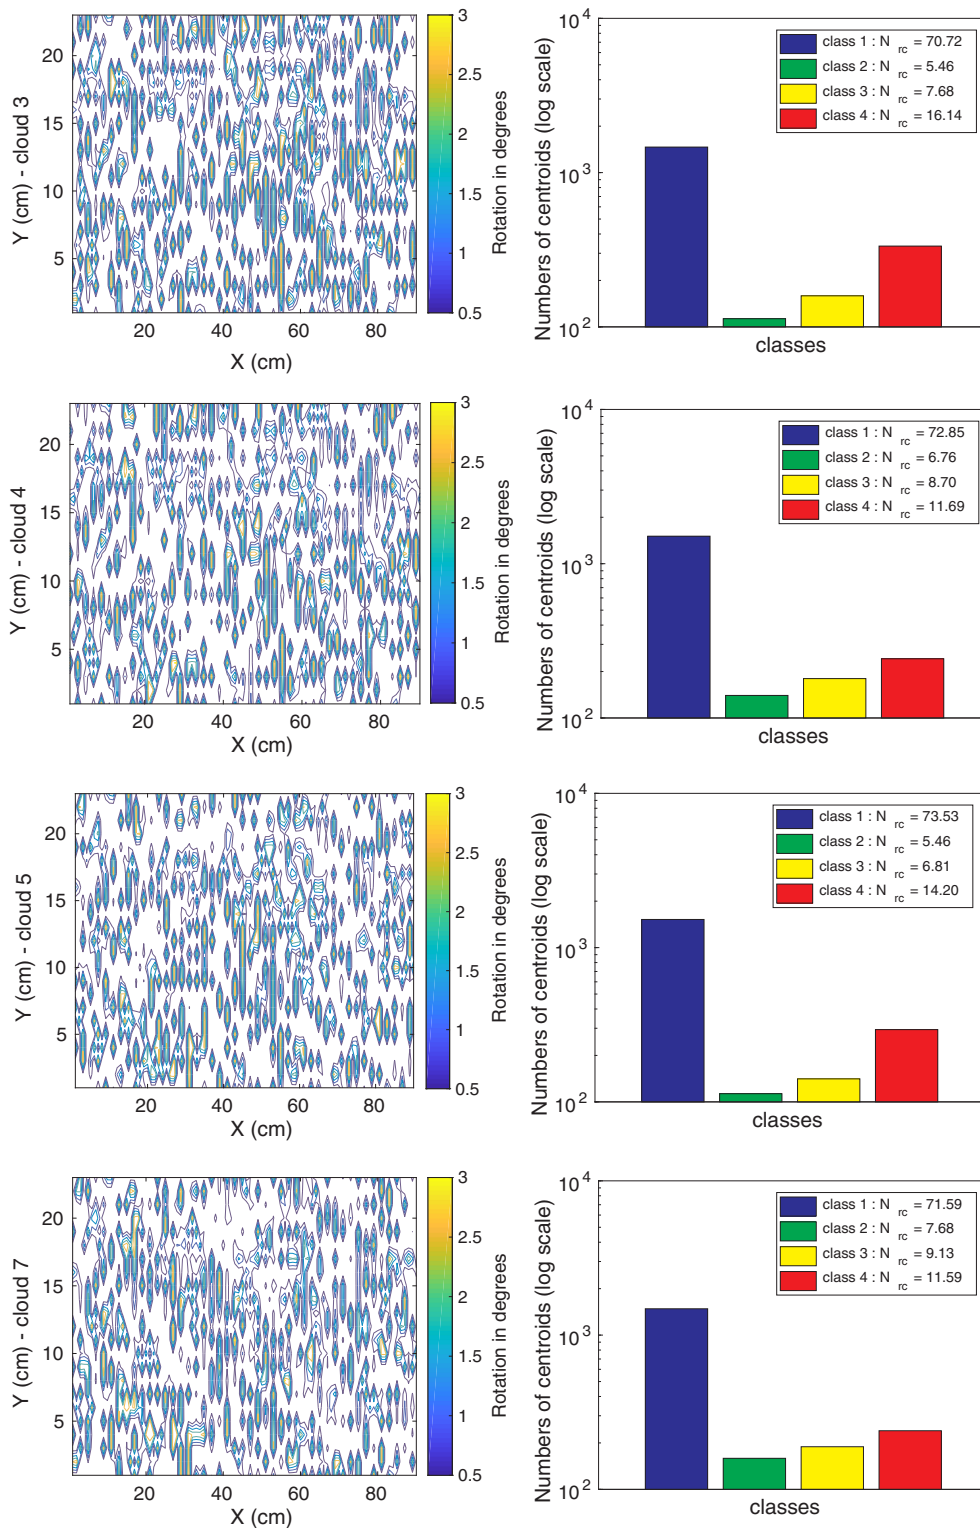 Y (cm) - cloud 3
20
15
10
5
20
40
60
80
X (cm)
3
2.5
2
1.5
1
0.5
Rotation in degrees
Numbers of centroids (log scale)
10^4
10^3
10^2
classes
class 1 : N rc = 70.72
class 2 : N rc = 5.46
class 3 : N rc = 7.68
class 4 : N rc = 16.14
Y (cm) - cloud 4
20
15
10
5
20
40
60
80
X (cm)
3
2.5
2
1.5
1
0.5
Rotation in degrees
Numbers of centroids (log scale)
10^4
10^3
10^2
classes
class 1 : N rc = 72.85
class 2 : N rc = 6.76
class 3 : N rc = 8.70
class 4 : N rc = 11.69
Y (cm) - cloud 5
20
15
10
5
20
40
60
80
X (cm)
3
2.5
2
1.5
1
0.5
Rotation in degrees
Numbers of centroids (log scale)
10^4
10^3
10^2
classes
class 1 : N rc = 73.53
class 2 : N rc = 5.46
class 3 : N rc = 6.81
class 4 : N rc = 14.20
Y (cm) - cloud 7
20
15
10
5
20
40
60
80
X (cm)
3
2.5
2
1.5
1
0.5
Rotation in degrees
Numbers of centroids (log scale)
10^4
10^3
10^2
classes
class 1 : N rc = 71.59
class 2 : N rc = 7.68
class 3 : N rc = 9.13
class 4 : N rc = 11.59